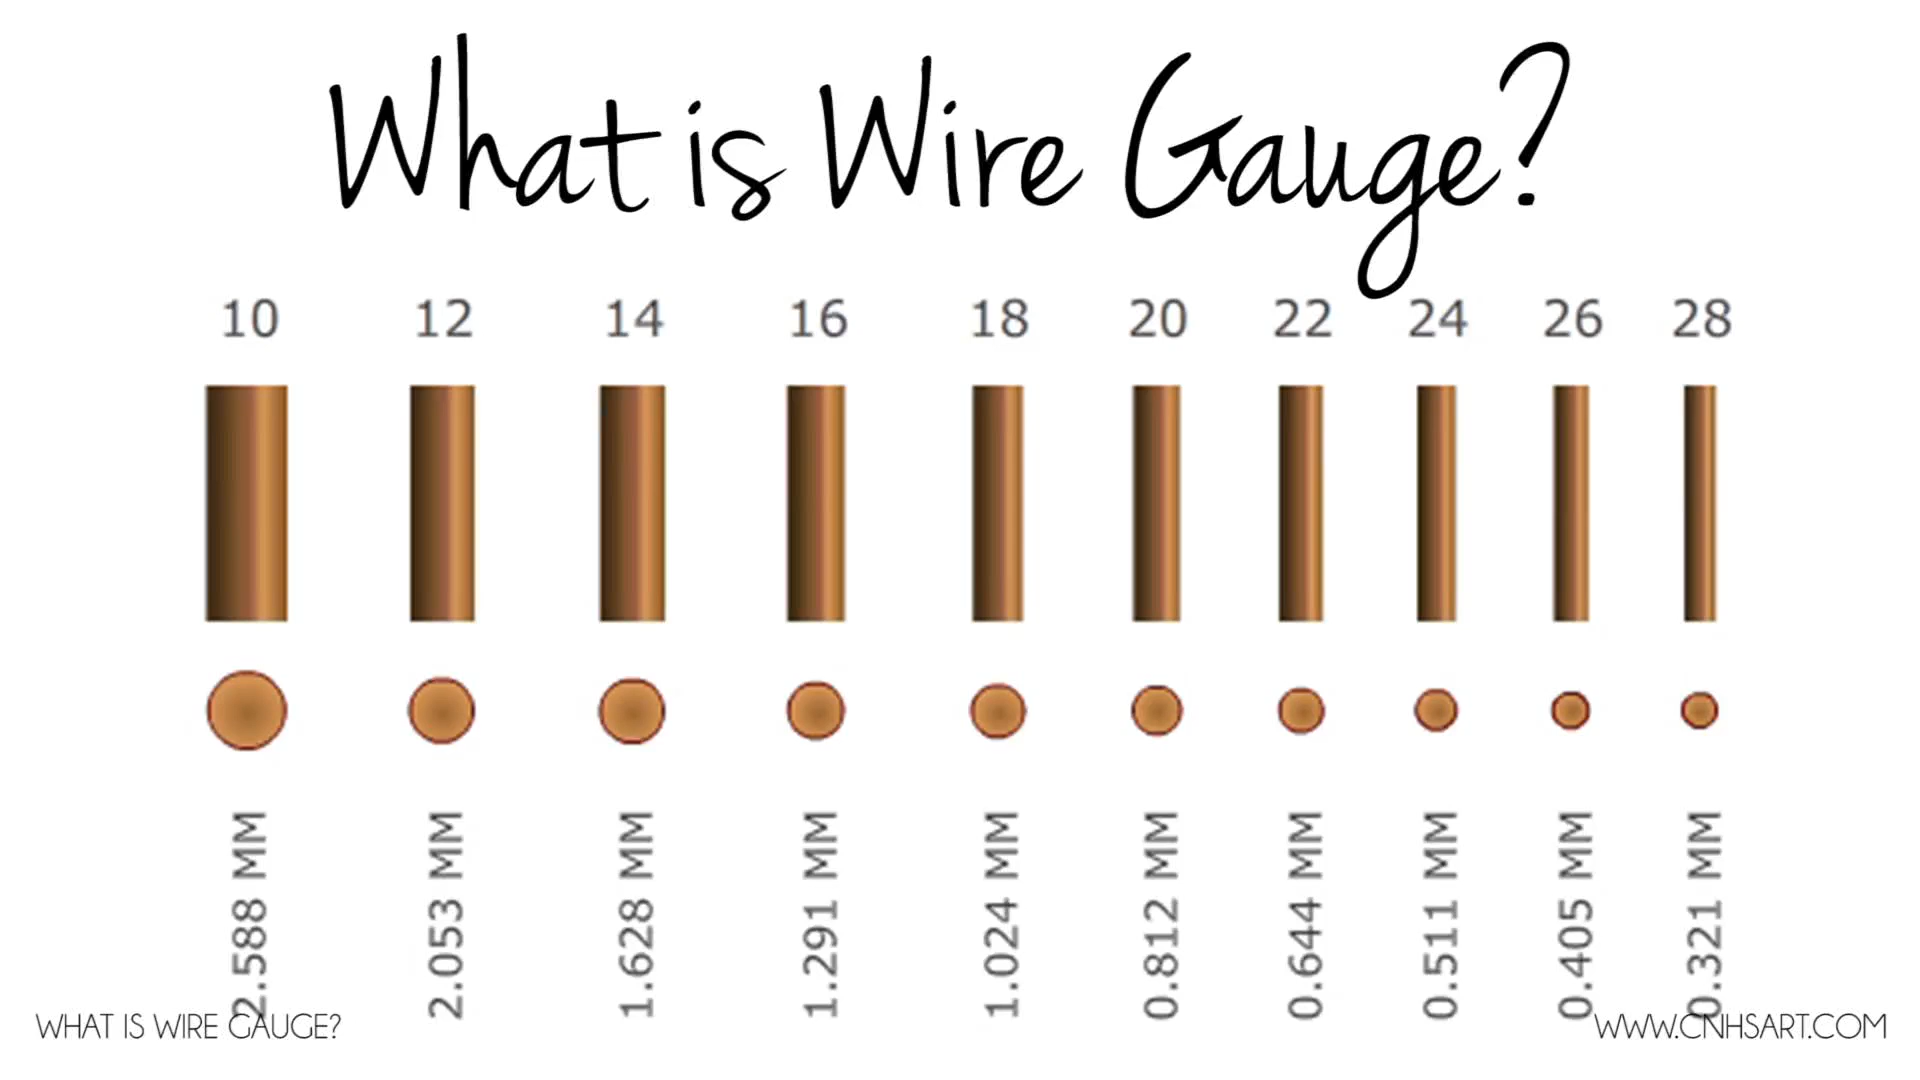 What is Wire Gauge?
10 12 14 16 18 20 22 24 26 28
2.588 MM
2.053 MM
1.628 MM
1.291 MM
1.024 MM
0.812 MM
0.644 MM
0.511 MM
0.405 MM
0.321 MM
WHAT IS WIRE GAUGE?
WWW.CNHSART.COM